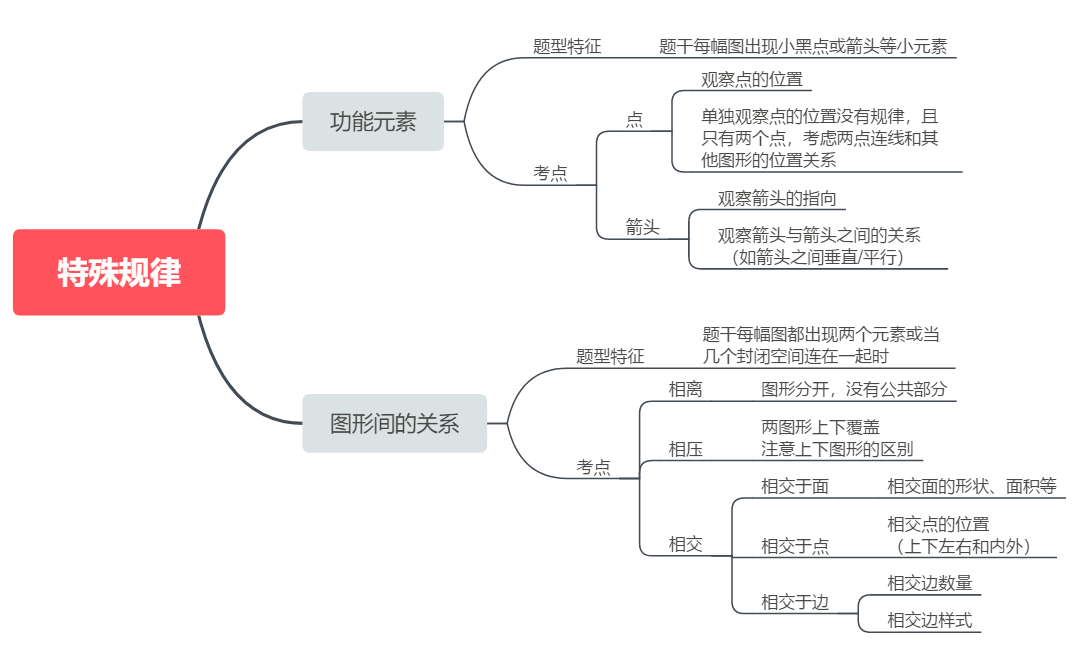 特殊规律
功能元素
题型特征
题干每幅图出现小黑点或箭头等小元素
考点
点
观察点的位置
单独观察点的位置没有规律，且
只有两个点，考虑两点连线和其
他图形的位置关系
箭头
观察箭头的指向
观察箭头与箭头之间的关系
（如箭头之间垂直/平行）
图形间的关系
题型特征
题干每幅图都出现两个元素或当
几个封闭空间连在一起时
考点
相离
图形分开，没有公共部分
相压
两图形上下覆盖
注意上下图形的区别
相交
相交于面
相交面的形状、面积等
相交于点
相交点的位置
（上下左右和内外）
相交于边
相交边数量
相交边样式